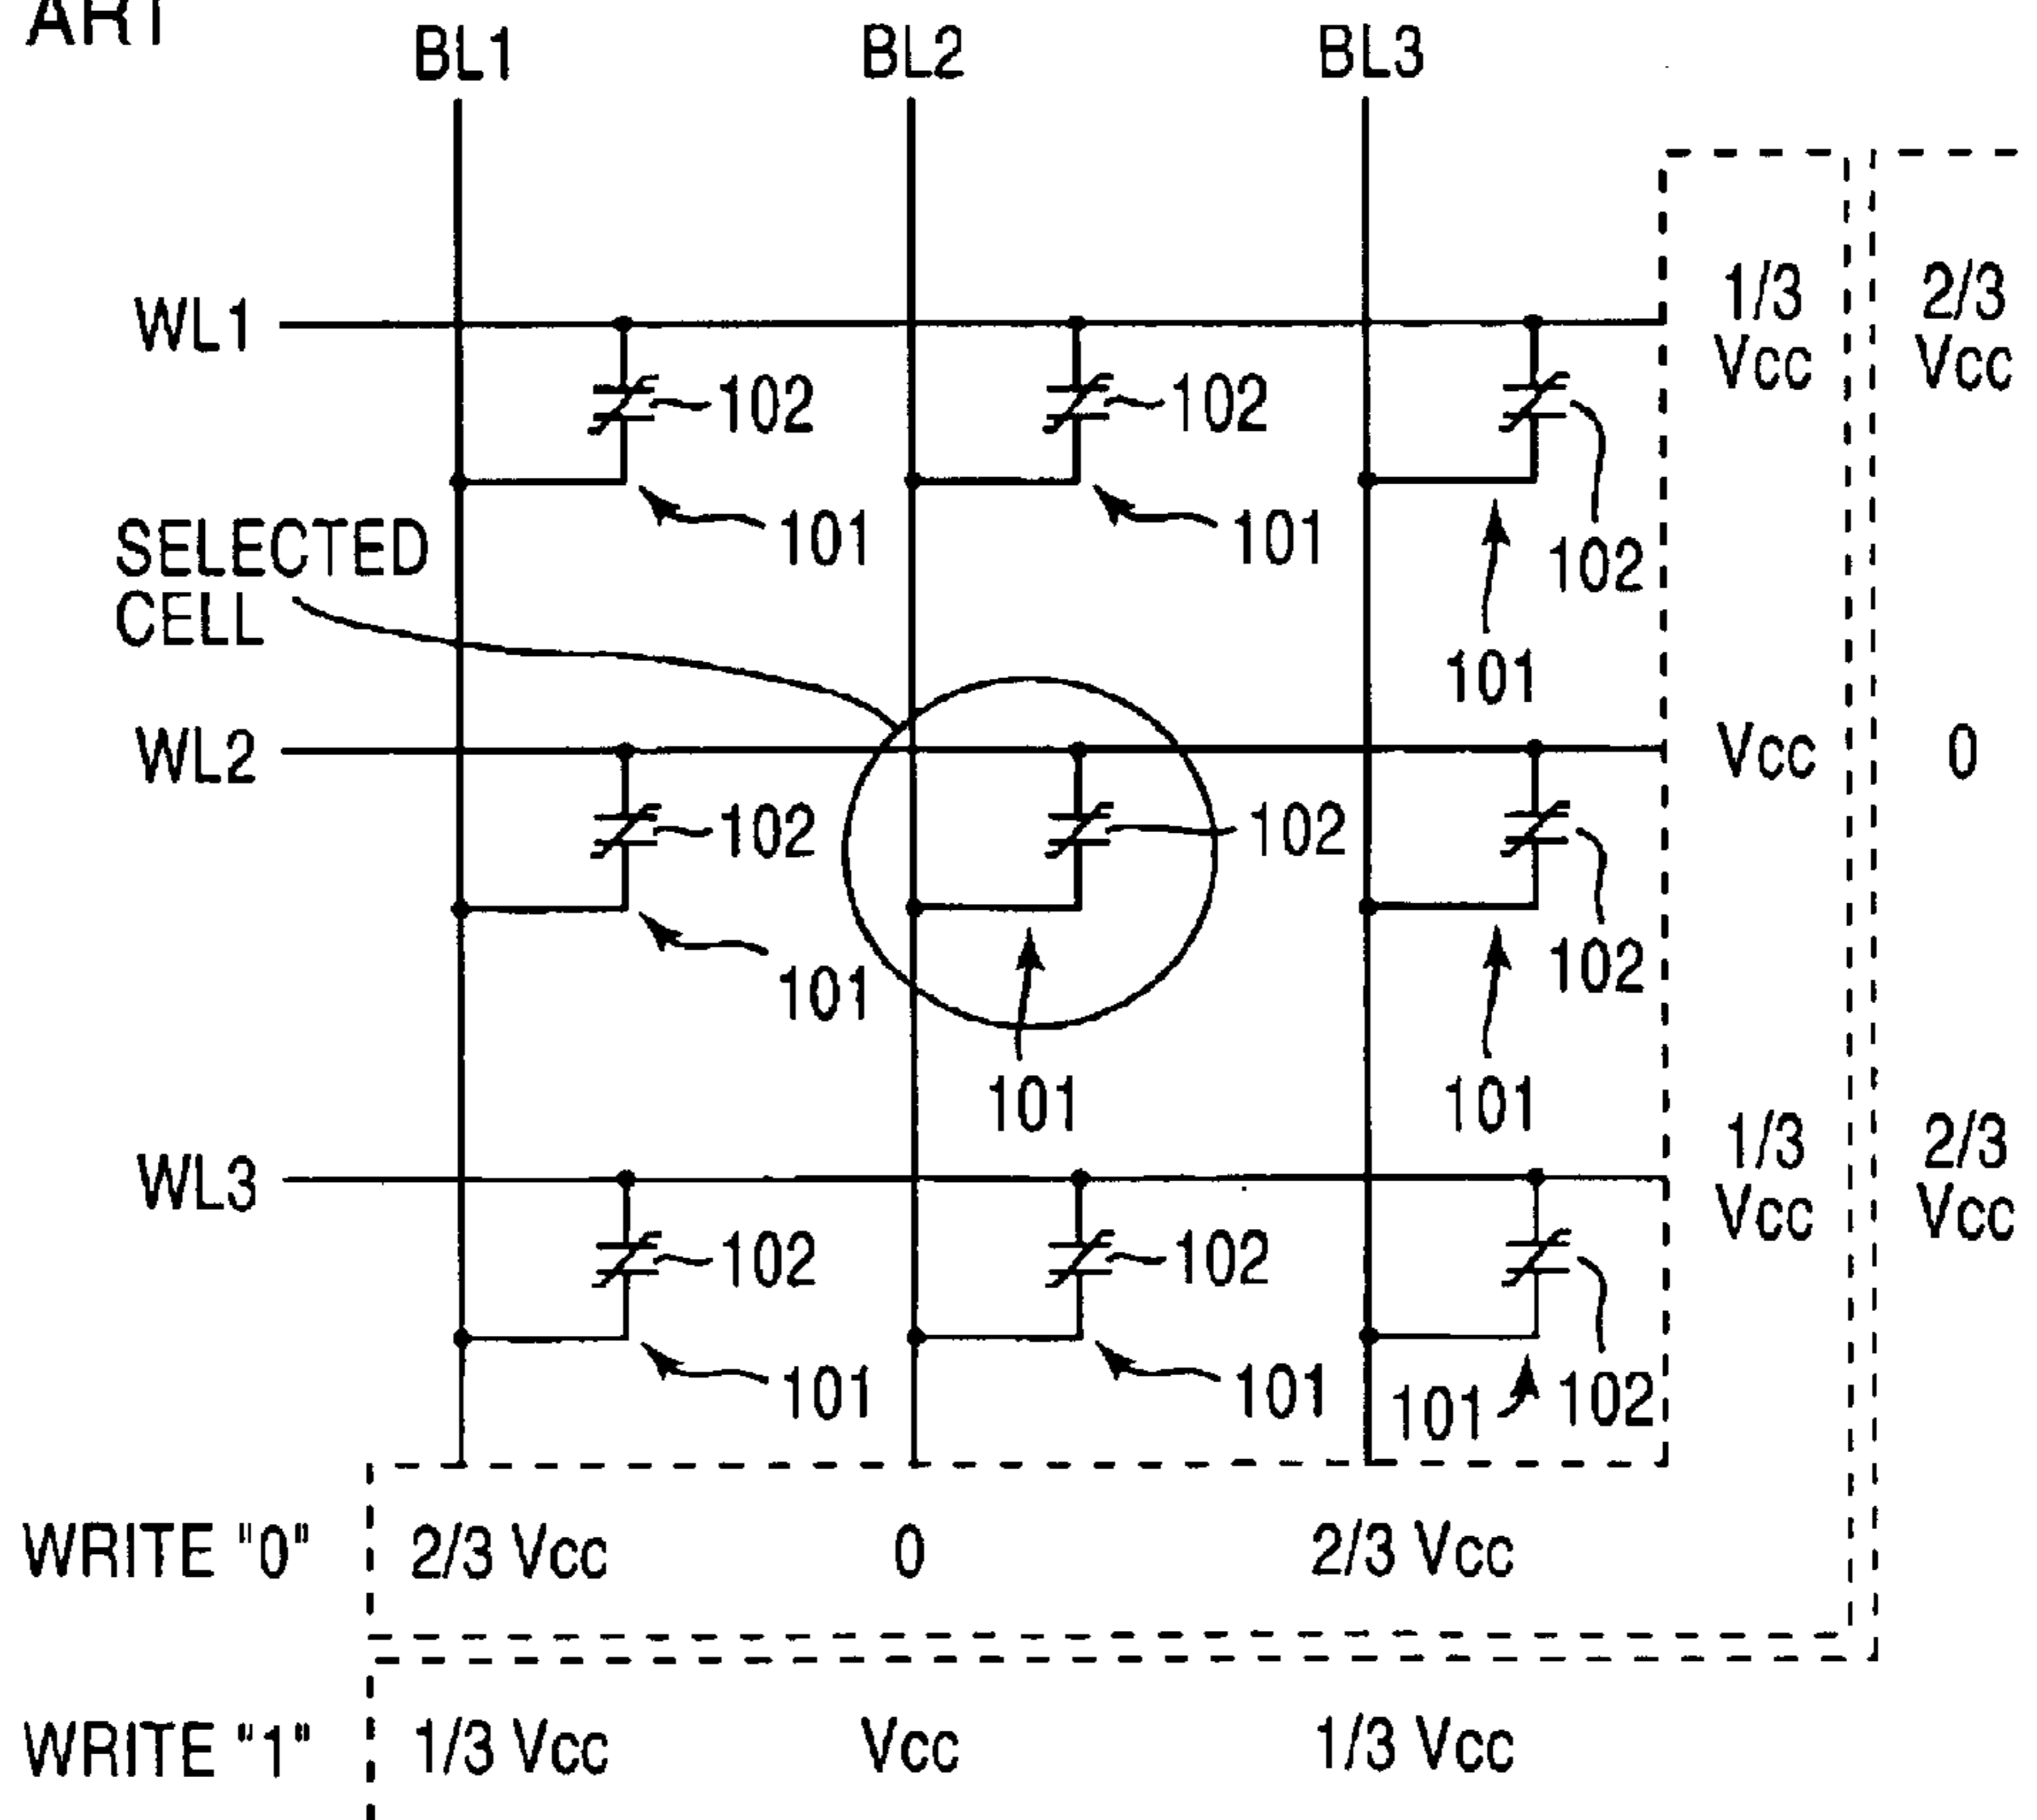 ART
BL1 BL2 BL3
WL1 1/3 Vcc 2/3 Vcc
102 102 102
101 101 101
SELECTED
CELL
WL2 Vcc 0
102 102 102
101 101 101
WL3 1/3 Vcc 2/3 Vcc
102 102 102
101 101 101
WRITE "0" 2/3 Vcc 0 2/3 Vcc
WRITE "1" 1/3 Vcc Vcc 1/3 Vcc